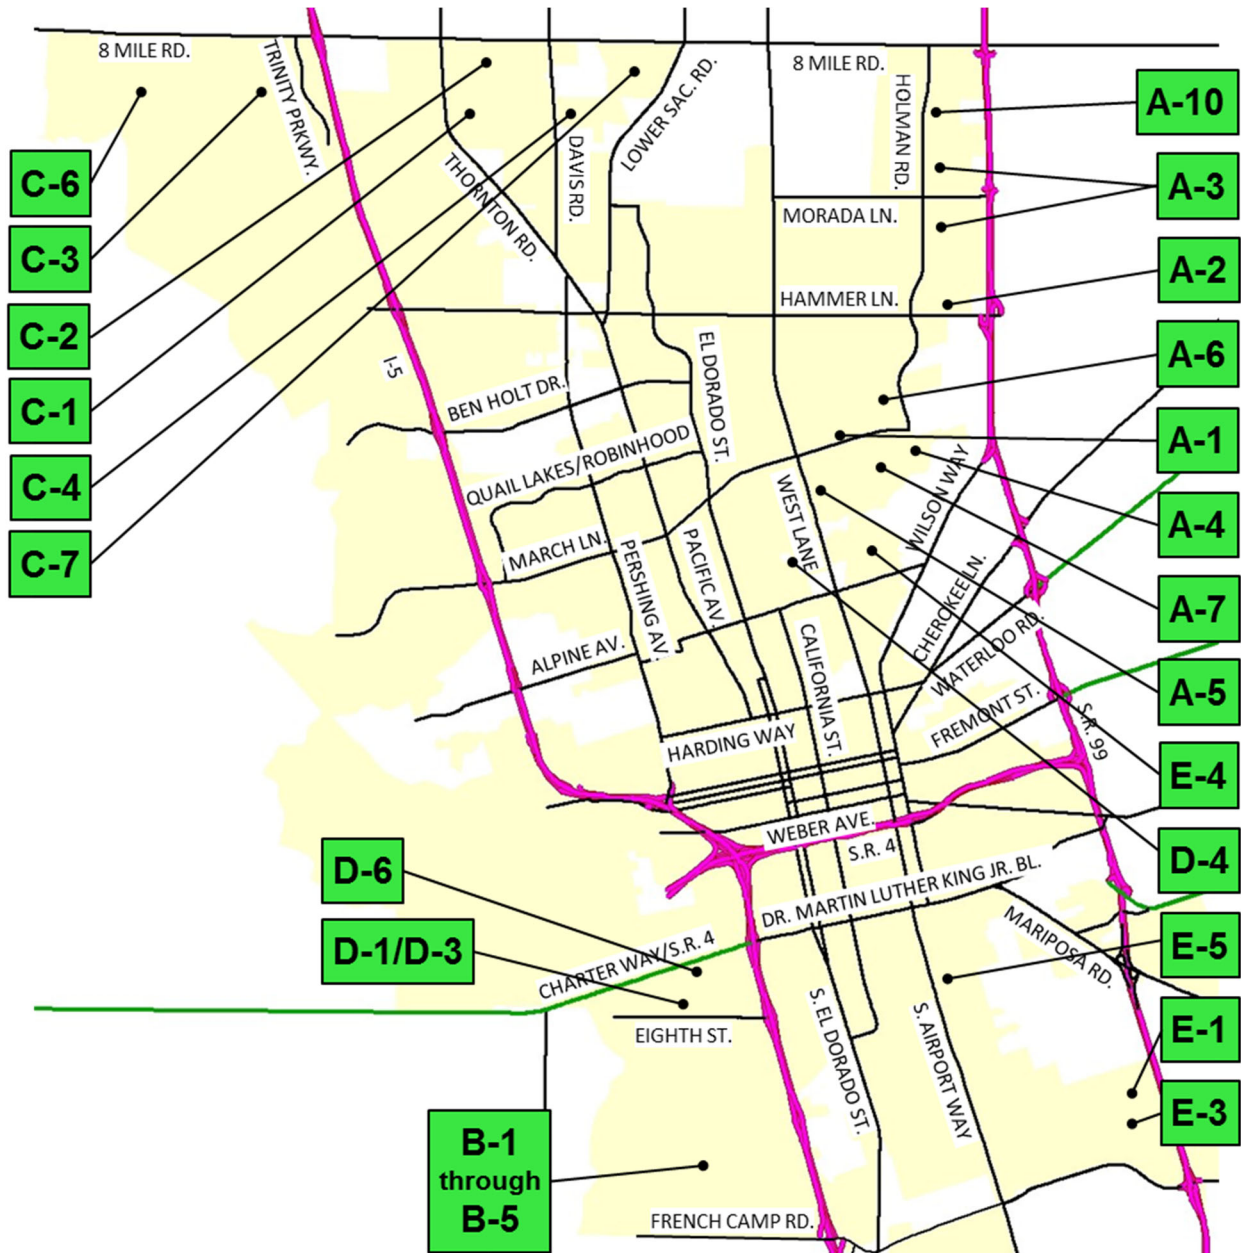 8 MILE RD.
TRINITY PRKWY.
LOWER SAC. RD.
8 MILE RD.
HOLMAN RD.
A-10
C-6
THORNTON RD.
DAVIS RD.
A-3
MORADA LN.
C-3
A-2
HAMMER LN.
C-2
I-5
EL DORADO ST.
A-6
BEN HOLT DR.
C-1
QUAIL LAKES/ROBINHOOD
A-1
C-4
WEST LANE
WILSON WAY
A-4
C-7
MARCH LN.
PERSHING AV.
PACIFIC AV.
CHEROKEE LN.
A-7
ALPINE AV.
CALIFORNIA ST.
WATERLOO RD.
A-5
HARDING WAY
FREMONT ST.
S.R. 99
E-4
WEBER AVE.
S.R. 4
D-6
DR. MARTIN LUTHER KING JR. BL.
D-4
D-1/D-3
CHARTER WAY/S.R. 4
MARIPOSA RD.
E-5
EIGHTH ST.
S. EL DORADO ST.
S. AIRPORT WAY
E-1
E-3
B-1
through
B-5
FRENCH CAMP RD.